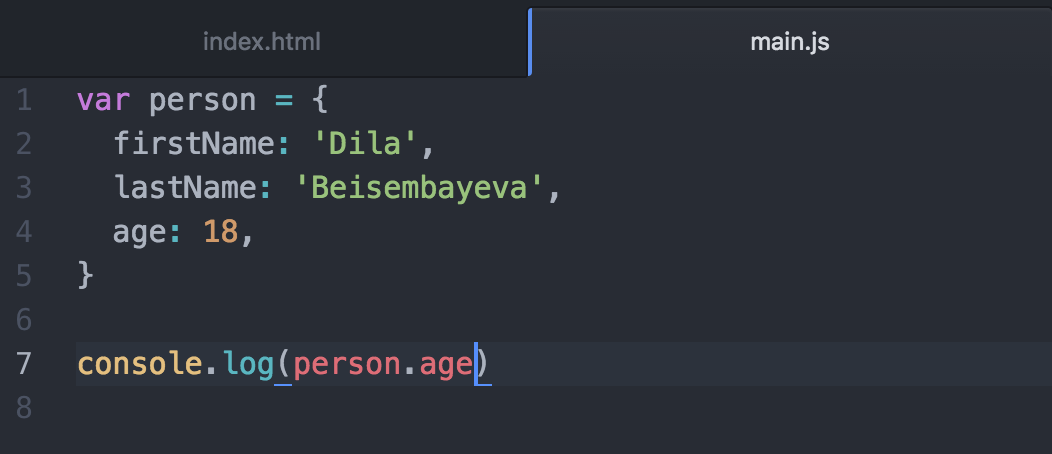 index.html main.js
1 var person = {
2   firstName: 'Dila',
3   lastName: 'Beisembayeva',
4   age: 18,
5 }
6
7 console.log(person.age)
8